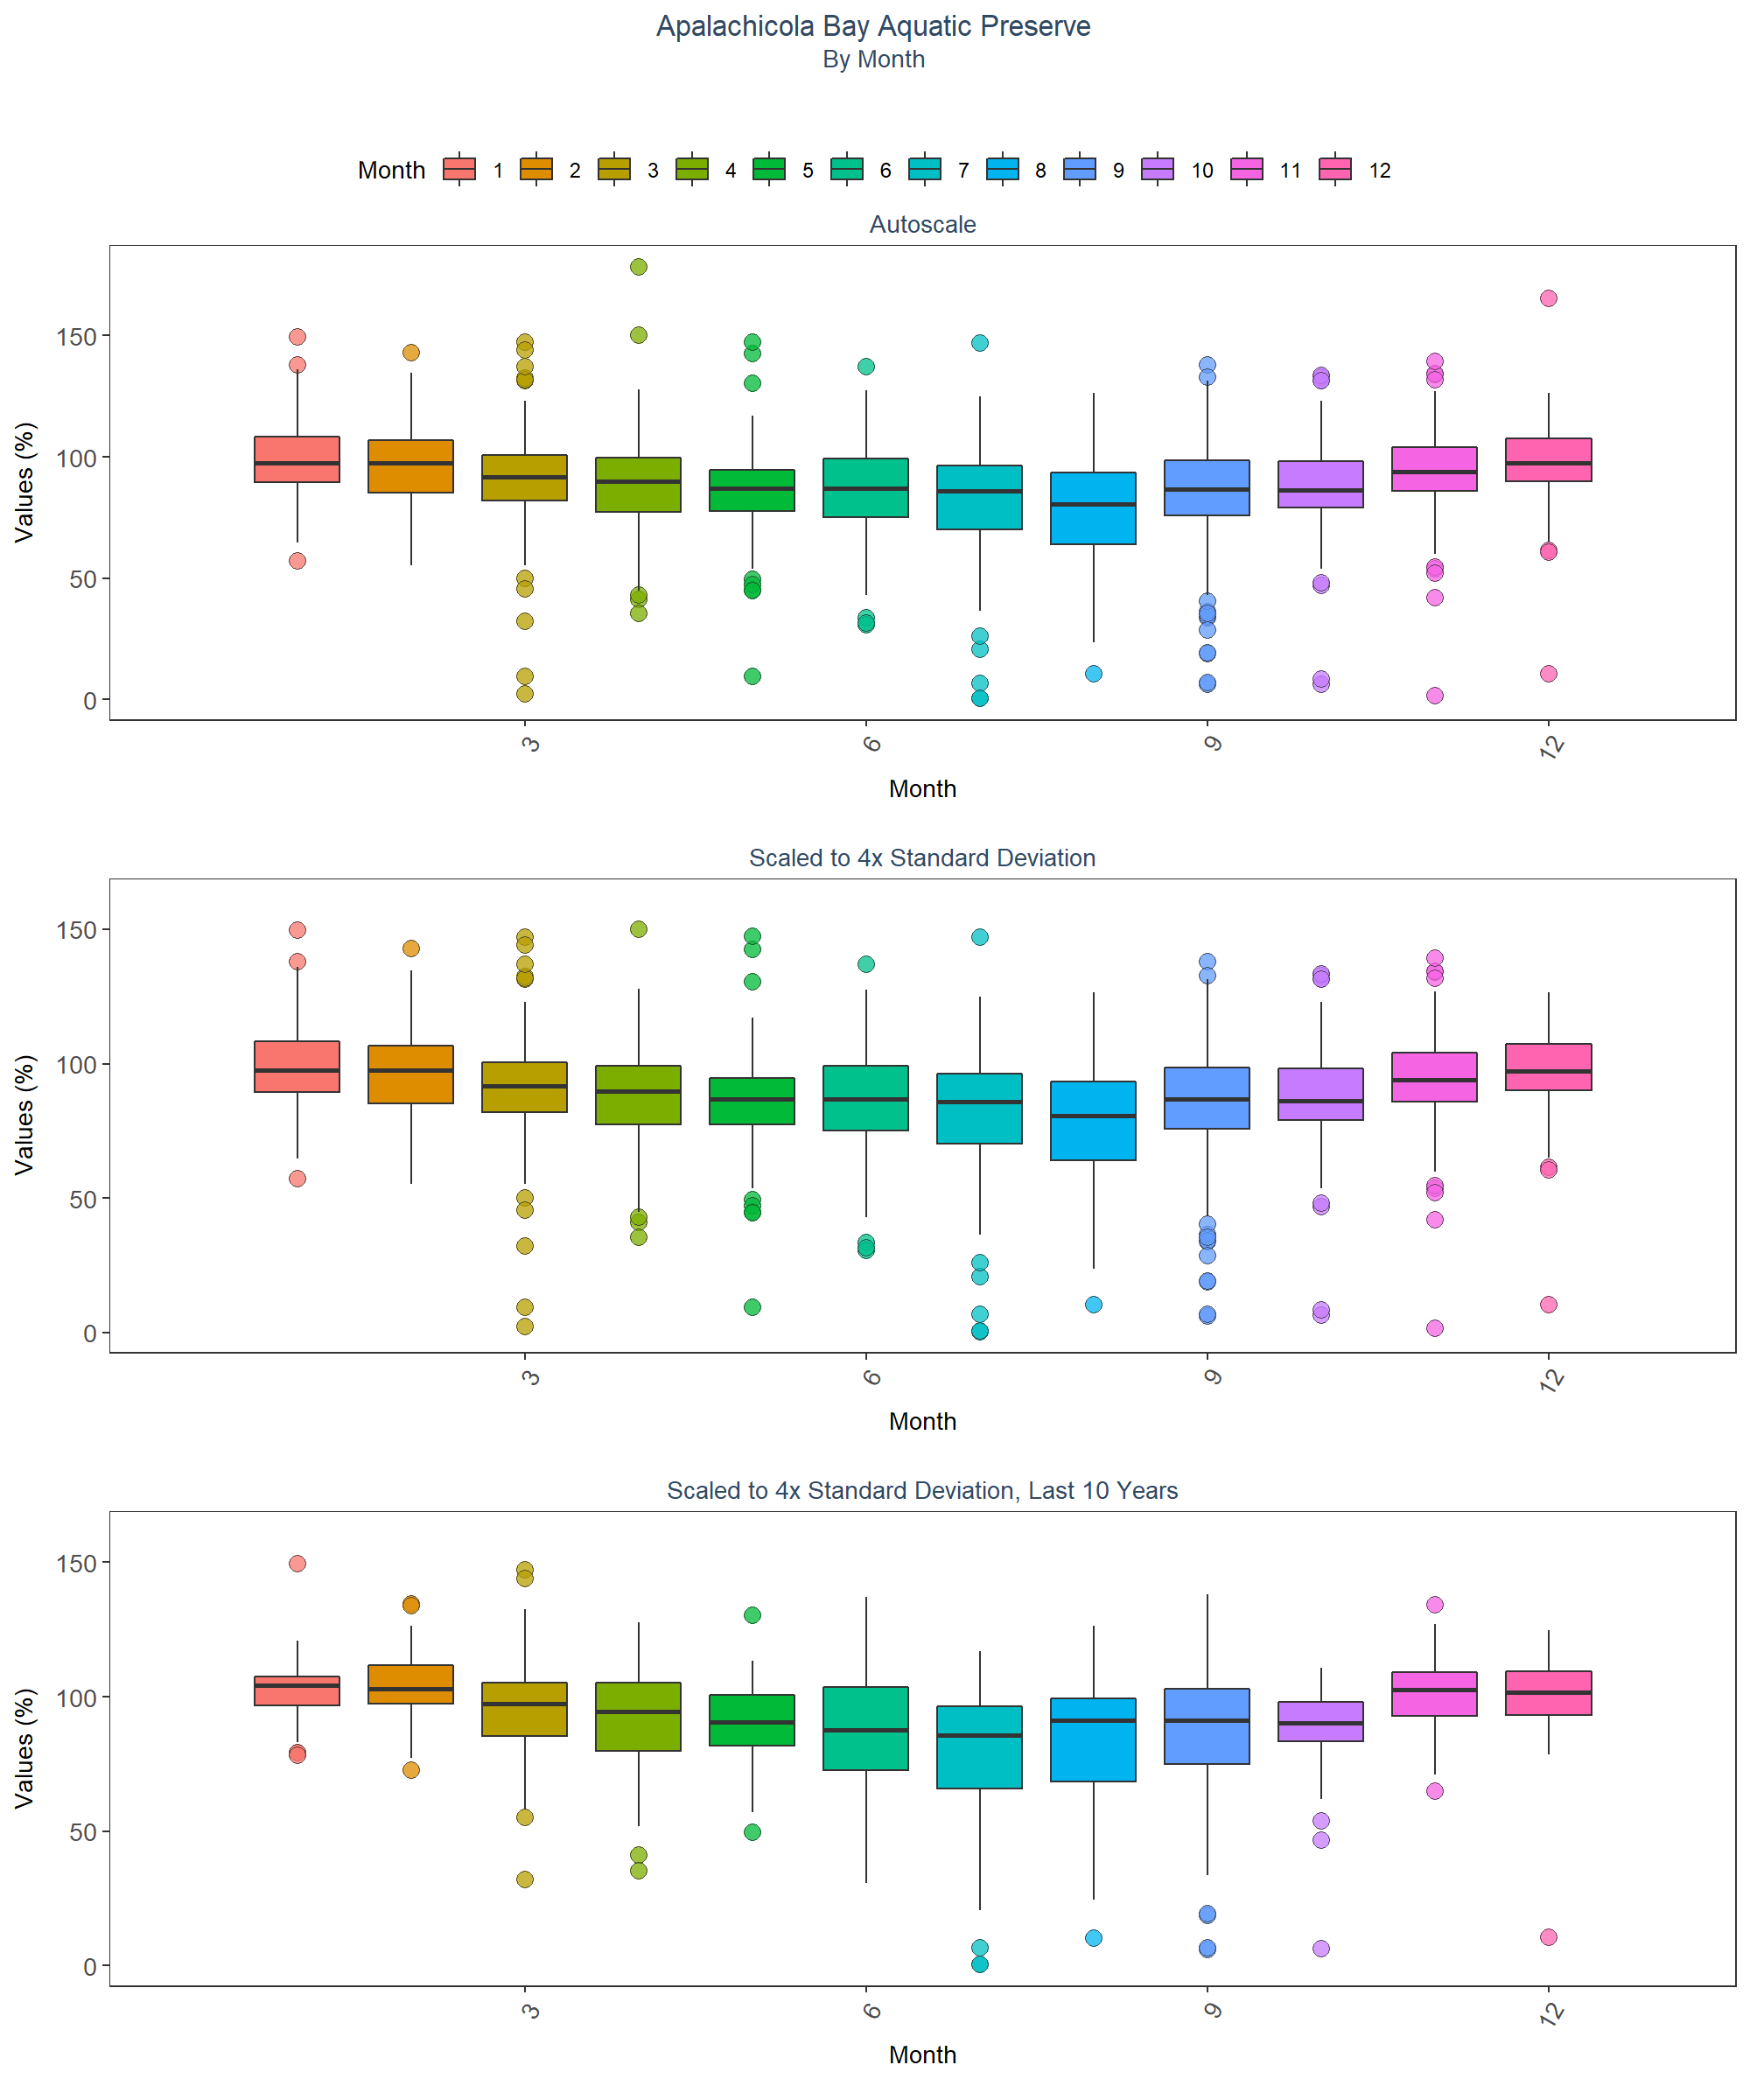 Apalachicola Bay Aquatic Preserve
By Month
Month 1 2 3 4 5 6 7 8 9 10 11 12
Autoscale
Values (%)
150
100
50
0
3 6 9 12
Month
Scaled to 4x Standard Deviation
Values (%)
150
100
50
0
3 6 9 12
Month
Scaled to 4x Standard Deviation, Last 10 Years
Values (%)
150
100
50
0
3 6 9 12
Month